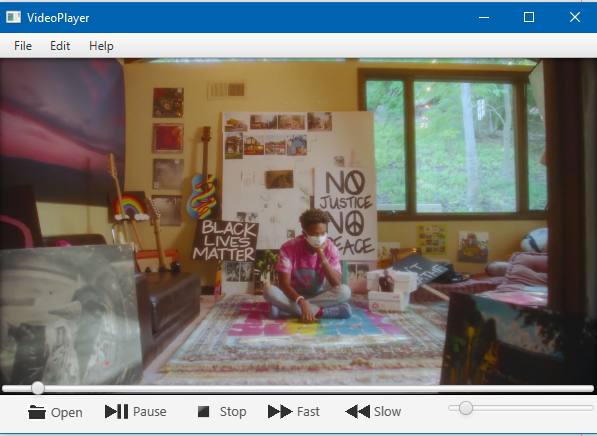 VideoPlayer
File Edit Help
NO
JUSTICE
NO
PEACE
BLACK
LIVES
MATTER
Open Pause Stop Fast Slow